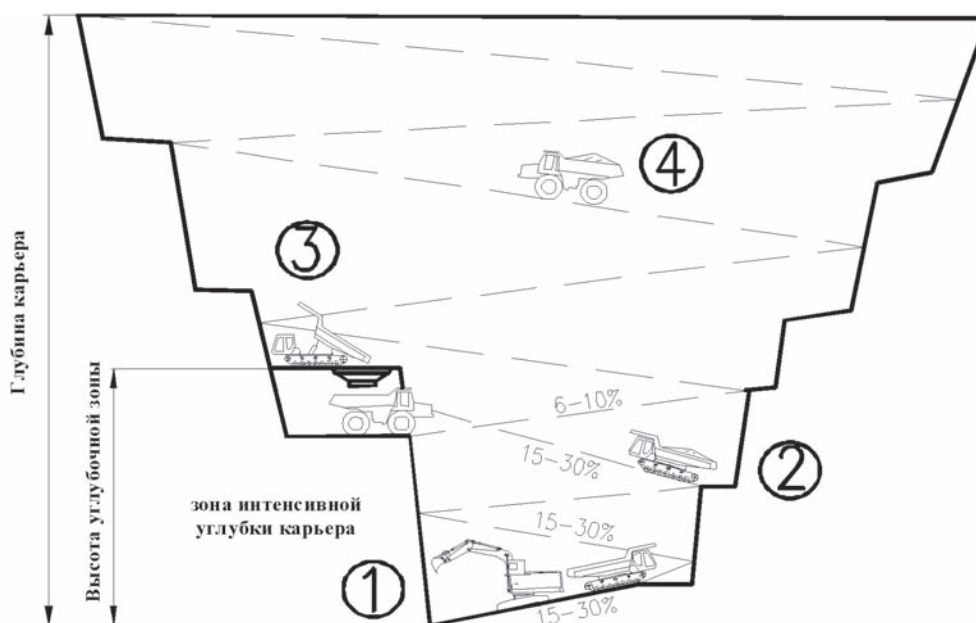 4
3
Глубина карьера
Высота углубочной зоны
6-10%
15-30%
2
зона интенсивной
углубки карьера
15-30%
1
15-30%